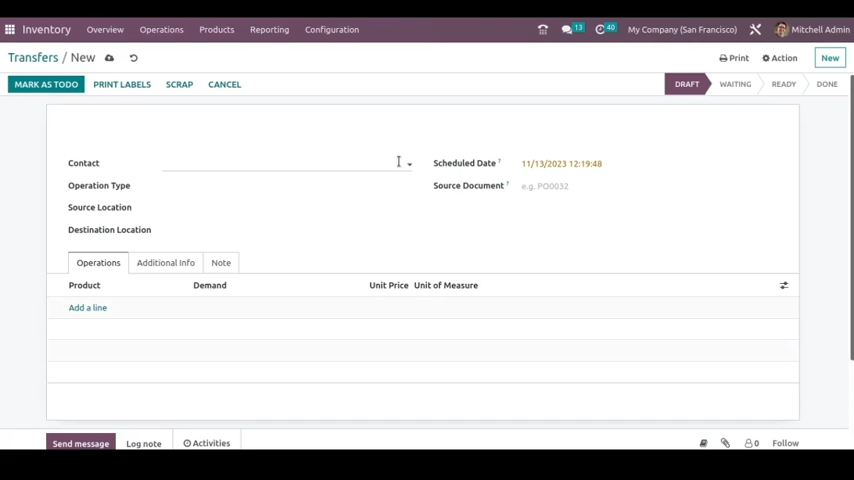 Inventory Overview Operations Products Reporting Configuration 13 40 My Company (San Francisco) Mitchell Admin
Transfers / New Print Action New
MARK AS TODO PRINT LABELS SCRAP CANCEL DRAFT WAITING READY DONE
Contact Scheduled Date ? 11/13/2023 12:19:48
Operation Type Source Document ? e.g. PO0032
Source Location
Destination Location
Operations Additional Info Note
Product Demand Unit Price Unit of Measure
Add a line
Send message Log note Activities 0 Follow